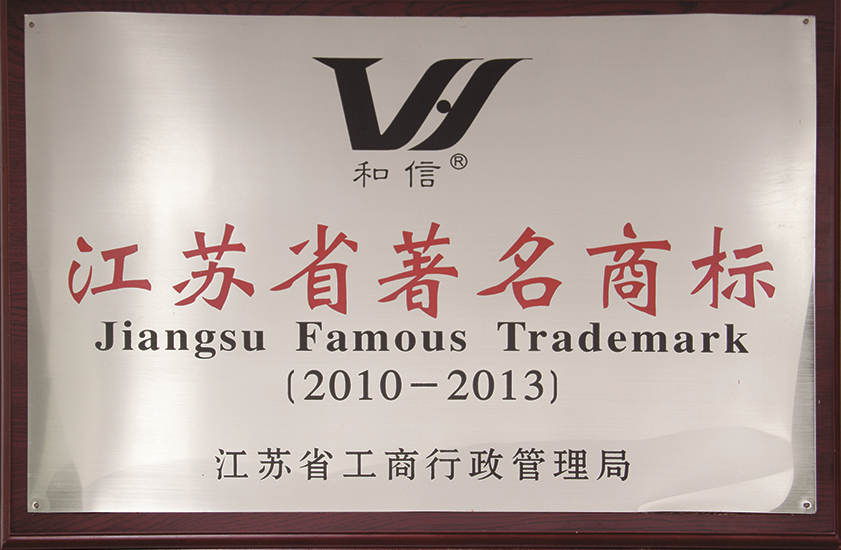 和信®
江苏省著名商标
Jiangsu Famous Trademark
(2010-2013)
江苏省工商行政管理局